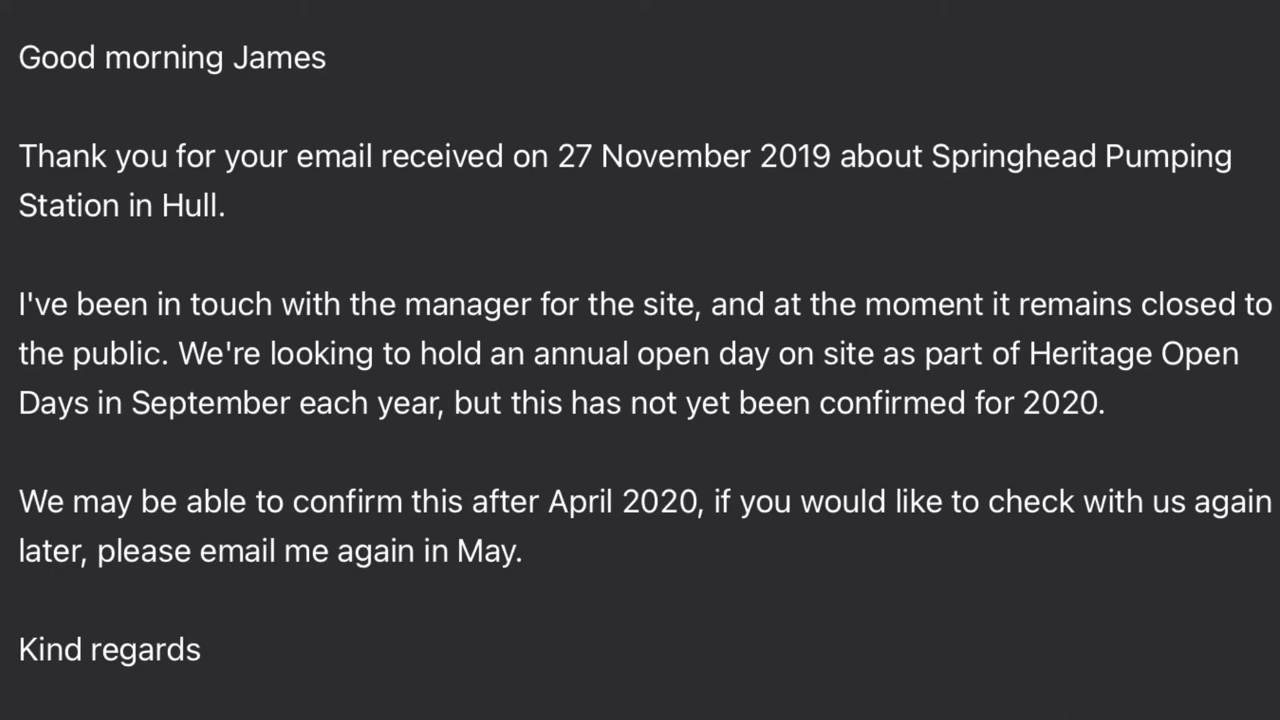 Good morning James
Thank you for your email received on 27 November 2019 about Springhead Pumping
Station in Hull.
I've been in touch with the manager for the site, and at the moment it remains closed to
the public. We're looking to hold an annual open day on site as part of Heritage Open
Days in September each year, but this has not yet been confirmed for 2020.
We may be able to confirm this after April 2020, if you would like to check with us again
later, please email me again in May.
Kind regards